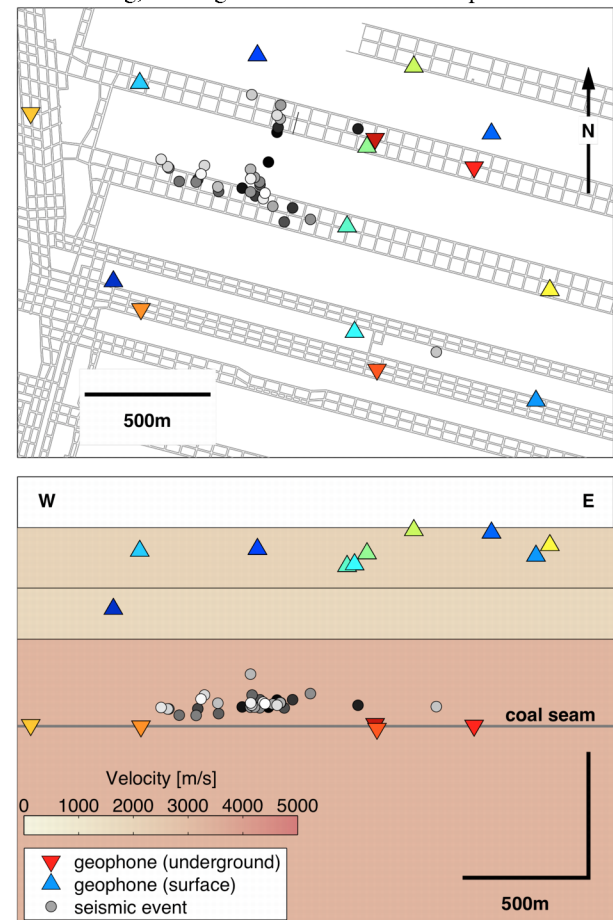 N
500m
W E
coal seam
Velocity [m/s]
0 1000 2000 3000 4000 5000
geophone (underground)
geophone (surface)
seismic event
500m